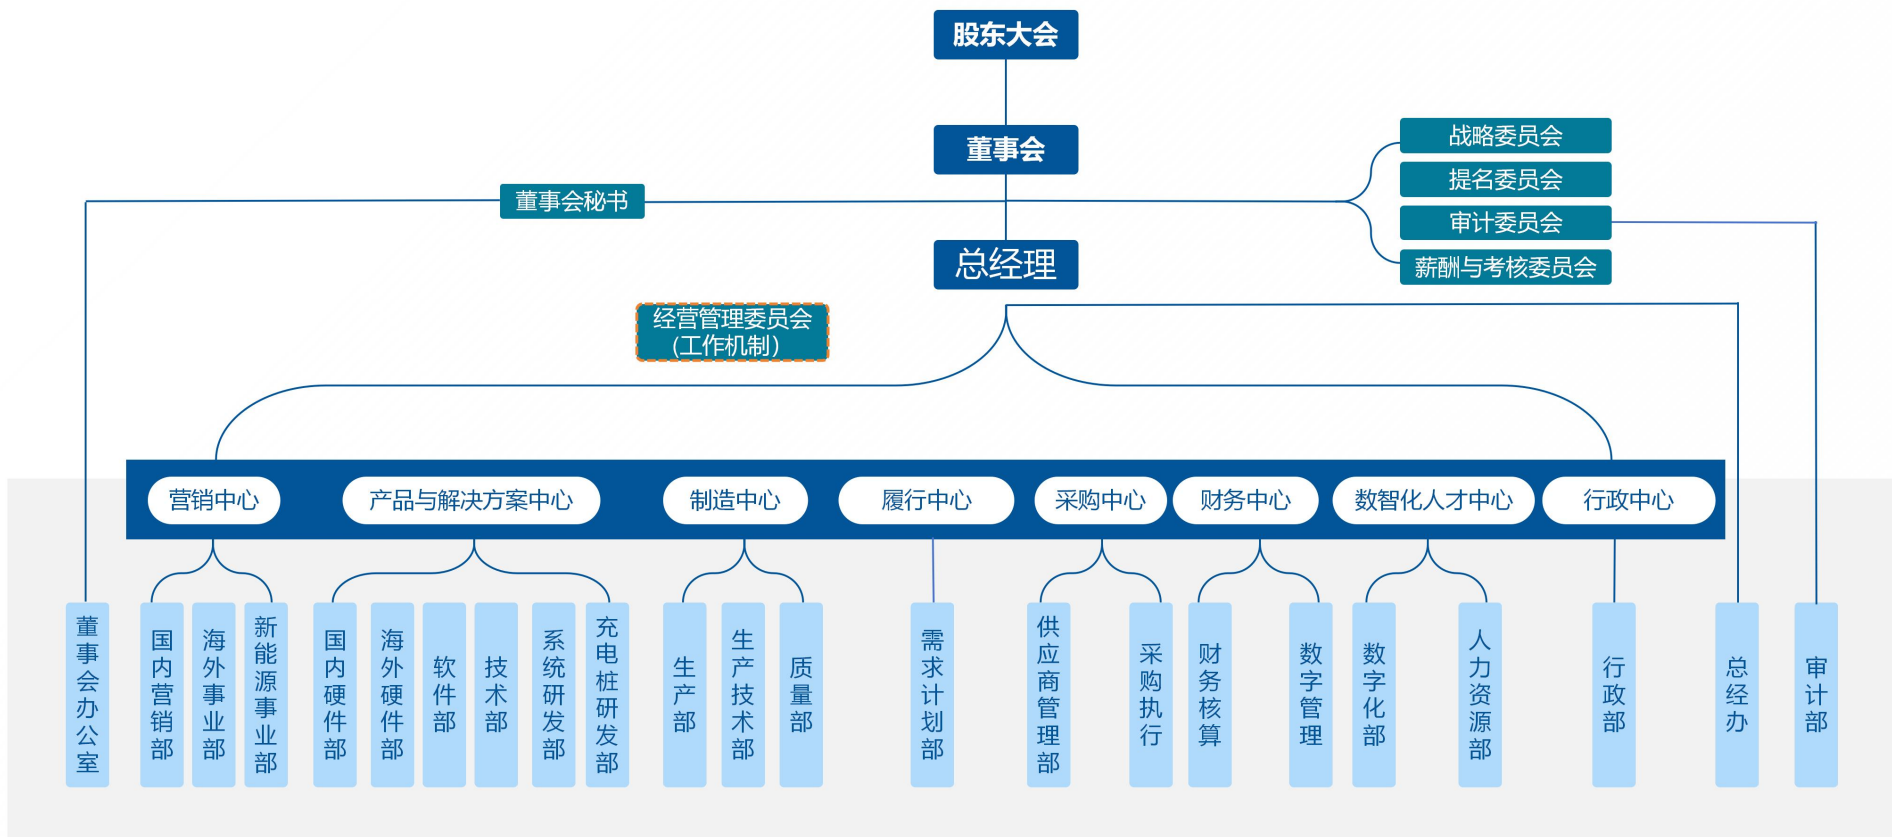 股东大会
董事会
战略委员会
提名委员会
董事会秘书
审计委员会
总经理
薪酬与考核委员会
经营管理委员会
(工作机制)
营销中心
产品与解决方案中心
制造中心
履行中心
采购中心
财务中心
数智化人才中心
行政中心
董事会办公室
国内营销部
海外事业部
新能源事业部
国内硬件部
海外硬件部
软件部
技术部
系统研发部
充电桩研发部
生产部
生产技术部
质量部
需求计划部
供应商管理部
采购执行
财务核算
数字管理
数字化部
人力资源部
行政部
总经办
审计部